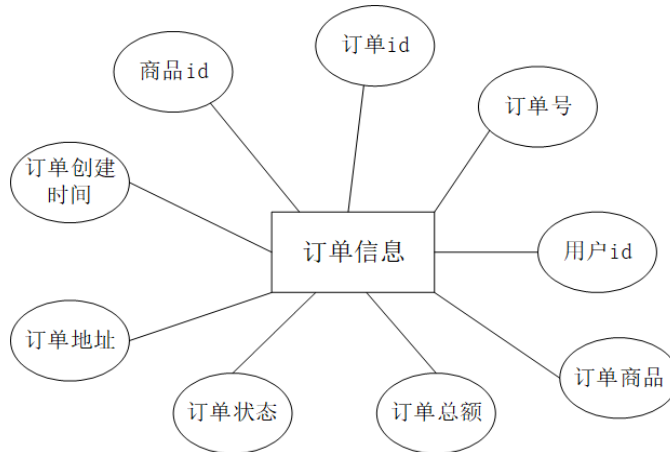 订单id
商品id
订单号
订单创建
时间
订单信息
用户id
订单地址
订单商品
订单状态
订单总额